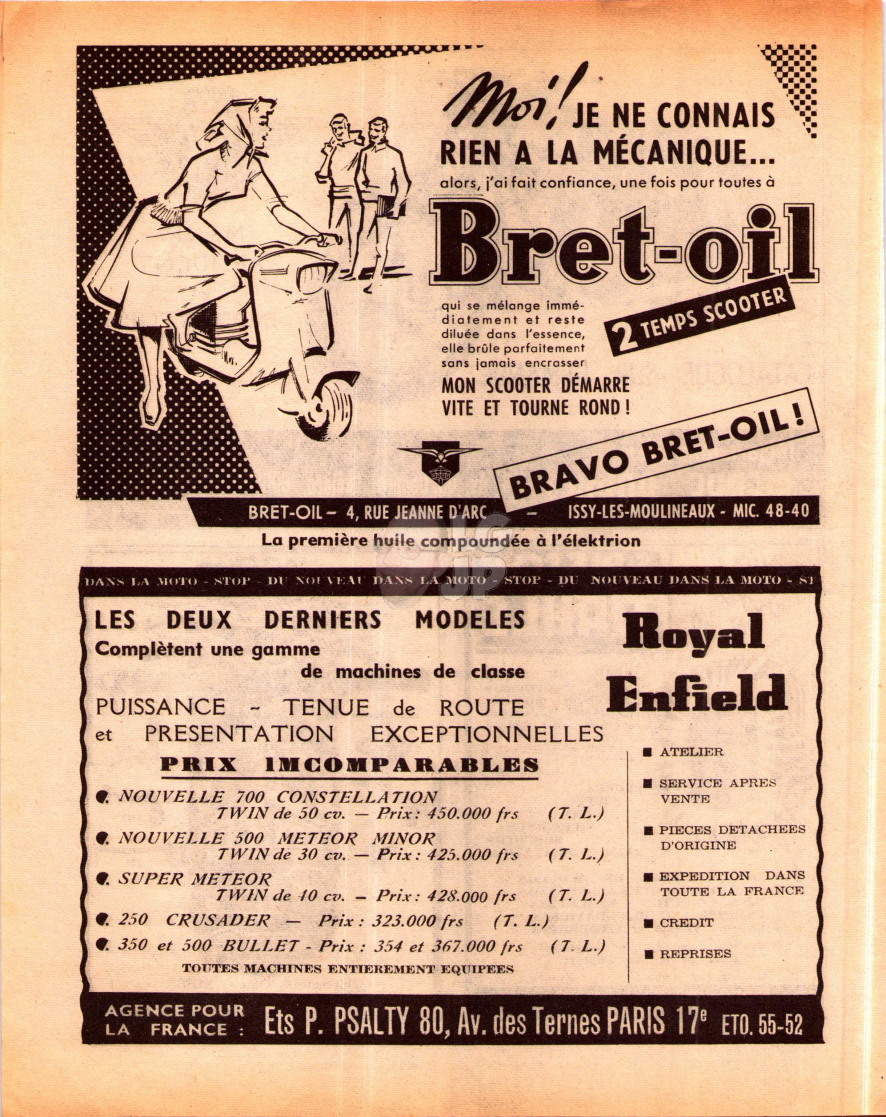 Moi! JE NE CONNAIS
RIEN A LA MÉCANIQUE...
alors, j'ai fait confiance, une fois pour toutes à
Bret-oil
2 TEMPS SCOOTER
qui se mélange immé-
diatement et reste
diluée dans l'essence,
elle brûle parfaitement
sans jamais encrasser
MON SCOOTER DÉMARRE
VITE ET TOURNE ROND !
BRAVO BRET-OIL !
BRET-OIL — 4, RUE JEANNE D'ARC — ISSY-LES-MOULINEAUX - MIC. 48-40
La première huile compoundée à l'élektrion
DANS LA MOTO - STOP - DU NOUVEAU DANS LA MOTO - STOP - DU NOUVEAU DANS LA MOTO - ST
LES DEUX DERNIERS MODELES
Complètent une gamme
de machines de classe
PUISSANCE - TENUE de ROUTE
et PRESENTATION EXCEPTIONNELLES
PRIX IMCOMPARABLES
NOUVELLE 700 CONSTELLATION
TWIN de 50 cv. — Prix : 450.000 frs (T. L.)
NOUVELLE 500 METEOR MINOR
TWIN de 30 cv. — Prix : 425.000 frs (T. L.)
SUPER METEOR
TWIN de 40 cv. — Prix : 428.000 frs (T. L.)
250 CRUSADER — Prix : 323.000 frs (T. L.)
350 et 500 BULLET - Prix : 354 et 367.000 frs (T. L.)
TOUTES MACHINES ENTIEREMENT EQUIPEES
Royal
Enfield
■ ATELIER
■ SERVICE APRES
VENTE
■ PIECES DETACHEES
D'ORIGINE
■ EXPEDITION DANS
TOUTE LA FRANCE
■ CREDIT
■ REPRISES
AGENCE POUR
LA FRANCE :
Ets P. PSALTY 80, Av. des Ternes PARIS 17e ETO. 55-52